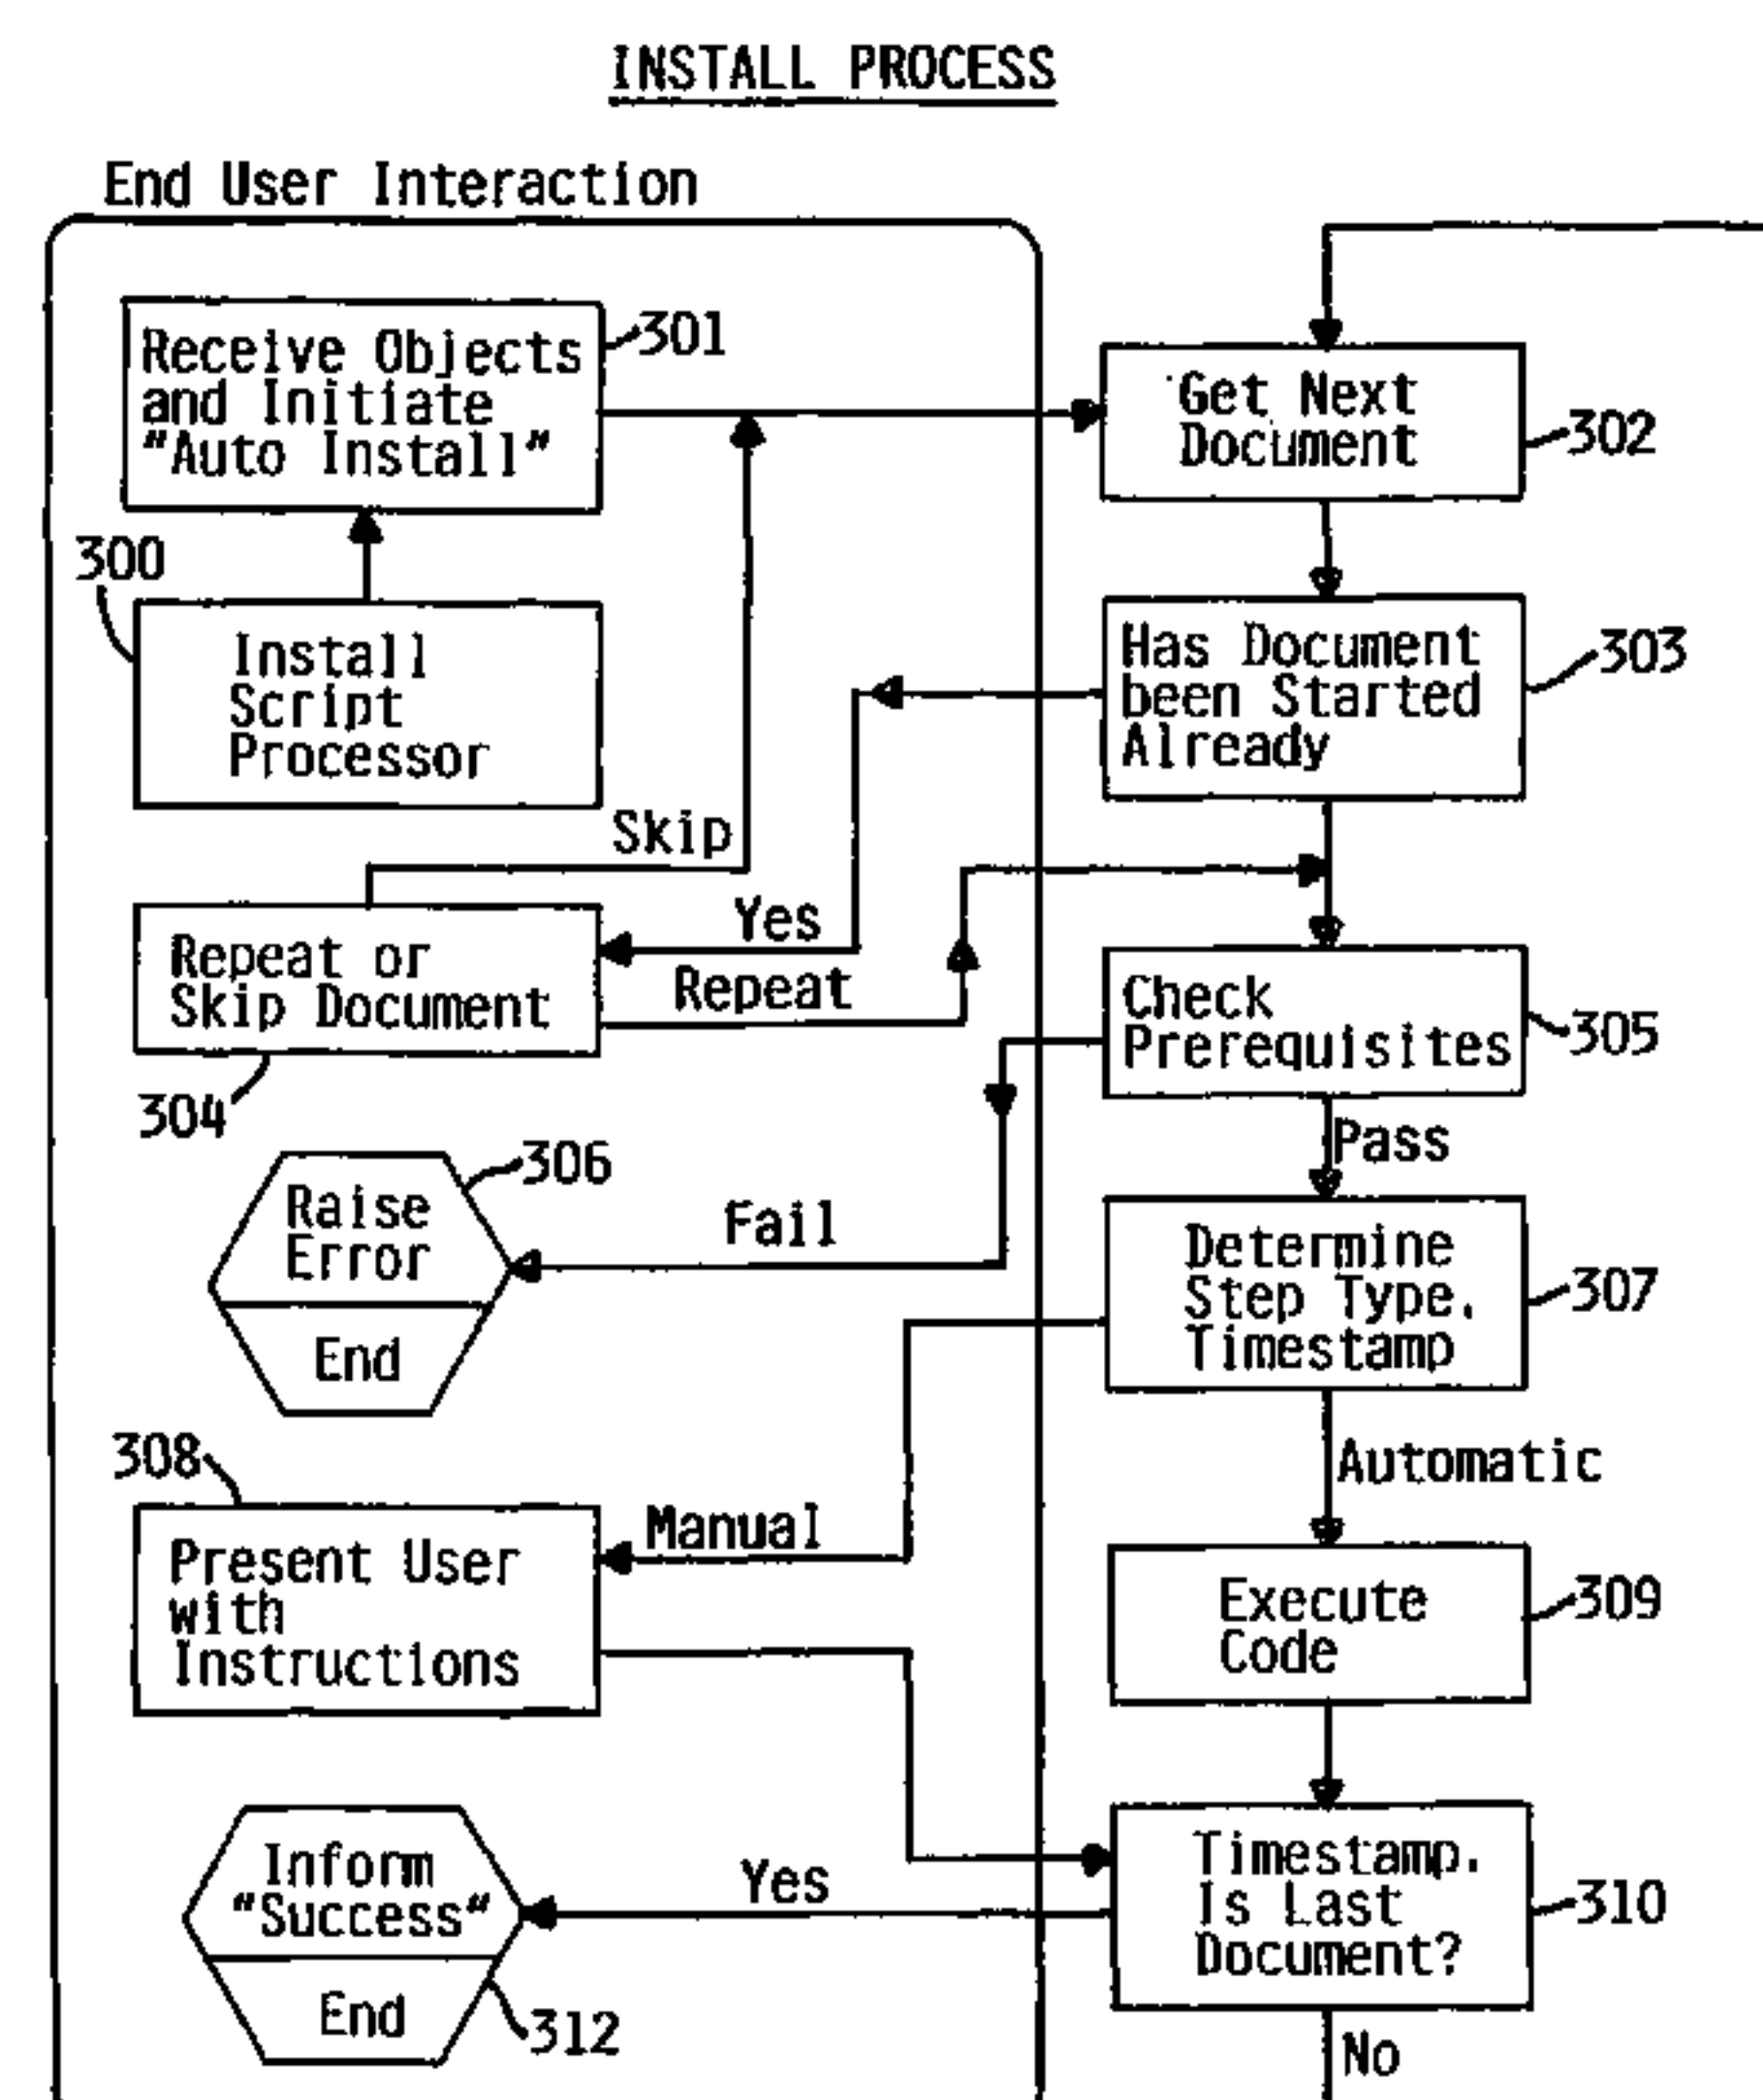 INSTALL PROCESS
End User Interaction
Receive Objects
and Initiate
"Auto Install"
301
Get Next
Document
302
300
Install
Script
Processor
Has Document
been Started
Already
303
Skip
Yes
Repeat or
Skip Document
Repeat
304
Check
Prerequisites
305
Pass
Raise
Error
End
306
Fail
Determine
Step Type.
Timestamp
307
308
Manual
Automatic
Present User
with
Instructions
Execute
Code
309
Inform
"Success"
End
312
Yes
Timestamp.
Is Last
Document?
310
No